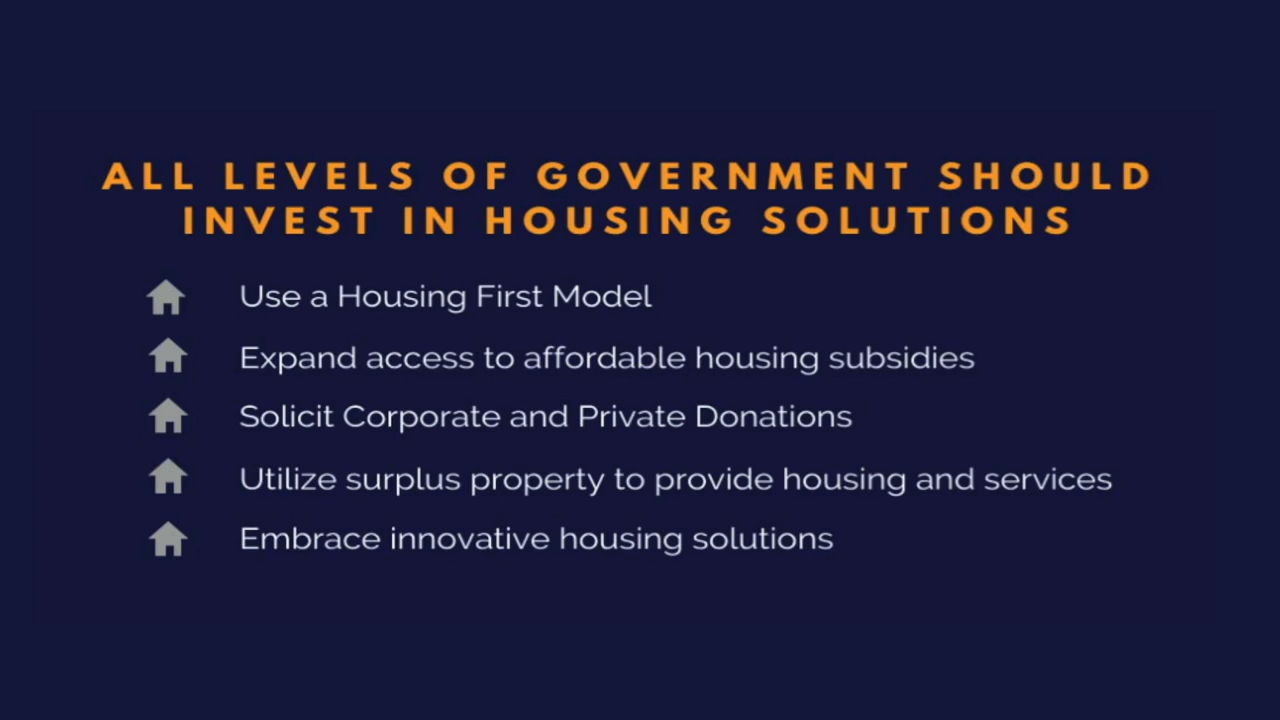 ALL LEVELS OF GOVERNMENT SHOULD
INVEST IN HOUSING SOLUTIONS
Use a Housing First Model
Expand access to affordable housing subsidies
Solicit Corporate and Private Donations
Utilize surplus property to provide housing and services
Embrace innovative housing solutions